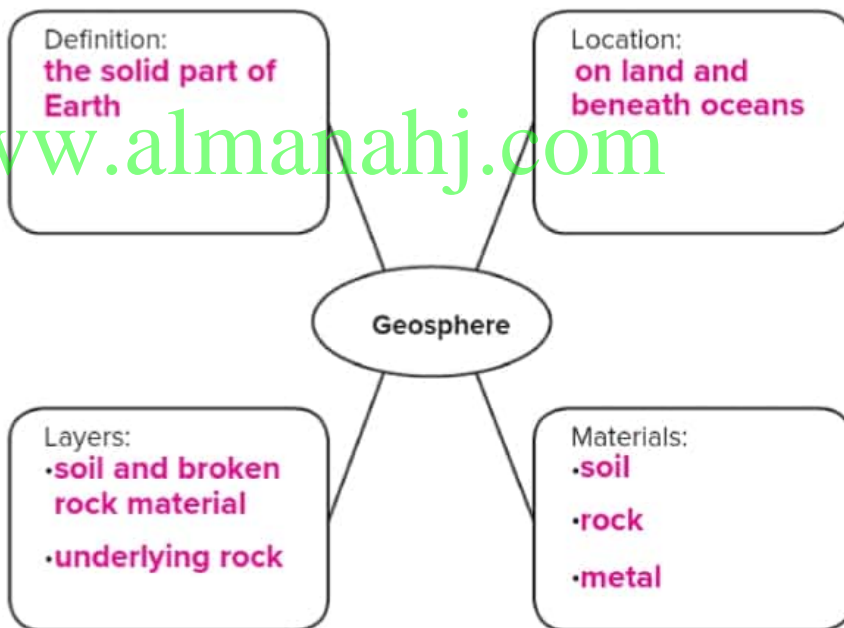 Definition:
the solid part of
Earth
Location:
on land and
beneath oceans
ww.almanahj.com
Geosphere
Layers:
·soil and broken
rock material
·underlying rock
Materials:
·soil
·rock
·metal